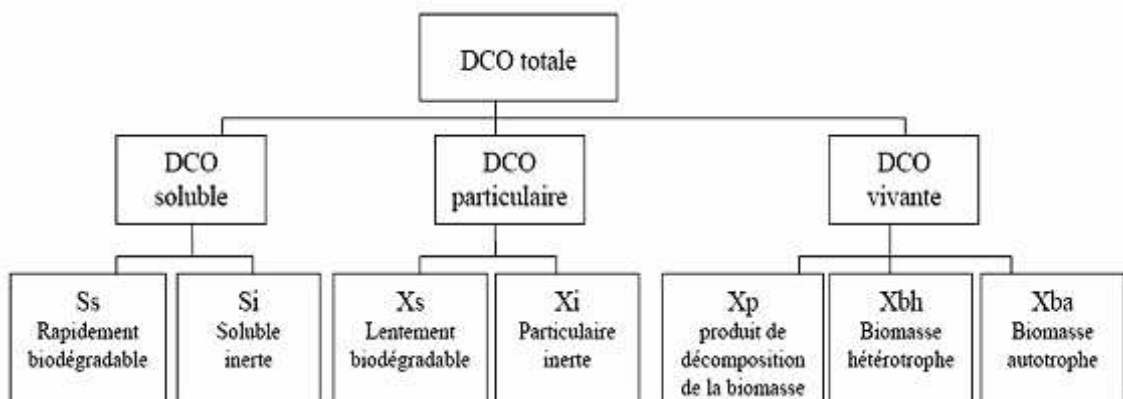 DCO totale
DCO
soluble
DCO
particulaire
DCO
vivante
Ss
Rapidement
biodégradable
Si
Soluble
inerte
Xs
Lentement
biodégradable
Xi
Particulaire
inerte
Xp
produit de
décomposition
de la biomasse
Xbh
Biomasse
hétérotrophe
Xba
Biomasse
autotrophe